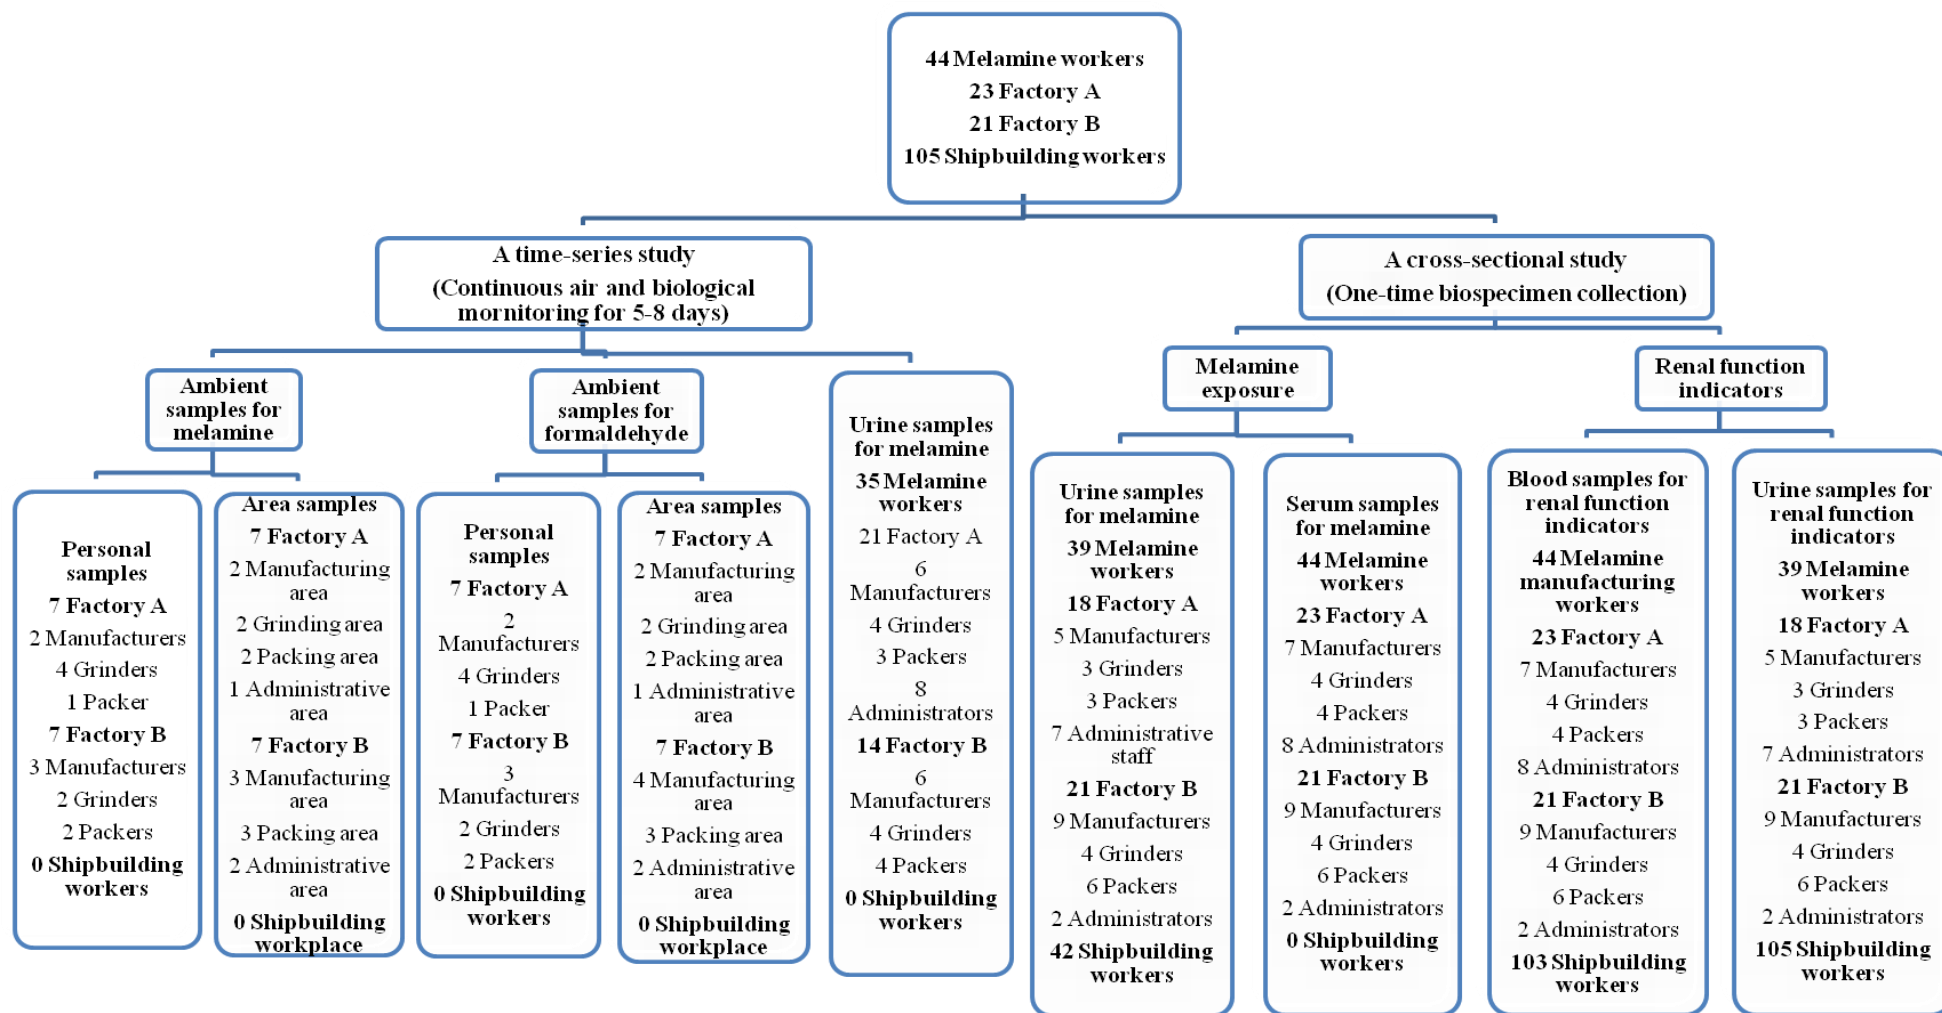 44 Melamine workers
23 Factory A
21 Factory B
105 Shipbuilding workers
A time-series study
(Continuous air and biological
mornitoring for 5-8 days)
A cross-sectional study
(One-time biospecimen collection)
Ambient
samples for
melamine
Ambient
samples for
formaldehyde
Melamine
exposure
Renal function
indicators
Personal
samples
7 Factory A
2 Manufacturers
4 Grinders
1 Packer
7 Factory B
3 Manufacturers
2 Grinders
2 Packers
0 Shipbuilding
workers
Area samples
7 Factory A
2 Manufacturing
area
2 Grinding area
2 Packing area
1 Administrative
area
7 Factory B
3 Manufacturing
area
3 Packing area
2 Administrative
area
0 Shipbuilding
workplace
Personal
samples
7 Factory A
2
Manufacturers
4 Grinders
1 Packer
7 Factory B
3
Manufacturers
2 Grinders
2 Packers
0 Shipbuilding
workers
Area samples
7 Factory A
2 Manufacturing
area
2 Grinding area
2 Packing area
1 Administrative
area
7 Factory B
4 Manufacturing
area
3 Packing area
2 Administrative
area
0 Shipbuilding
workplace
Urine samples
for melamine
35 Melamine
workers
21 Factory A
6
Manufacturers
4 Grinders
3 Packers
8
Administrators
14 Factory B
6
Manufacturers
4 Grinders
4 Packers
0 Shipbuilding
workers
Urine samples
for melamine
39 Melamine
workers
18 Factory A
5 Manufacturers
3 Grinders
3 Packers
7 Administrative
staff
21 Factory B
9 Manufacturers
4 Grinders
6 Packers
2 Administrators
42 Shipbuilding
workers
Serum samples
for melamine
44 Melamine
workers
23 Factory A
7 Manufacturers
4 Grinders
4 Packers
8 Administrators
21 Factory B
9 Manufacturers
4 Grinders
6 Packers
2 Administrators
0 Shipbuilding
workers
Blood samples for
renal function
indicators
44 Melamine
manufacturing
workers
23 Factory A
7 Manufacturers
4 Grinders
4 Packers
8 Administrators
21 Factory B
9 Manufacturers
4 Grinders
6 Packers
2 Administrators
103 Shipbuilding
workers
Urine samples for
renal function
indicators
39 Melamine
workers
18 Factory A
5 Manufacturers
3 Grinders
3 Packers
7 Administrators
21 Factory B
9 Manufacturers
4 Grinders
6 Packers
2 Administrators
105 Shipbuilding
workers